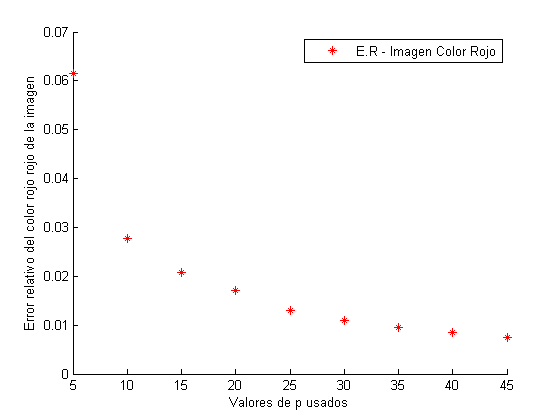 0.07
0.06
0.05
0.04
0.03
0.02
0.01
0
Error relativo del color rojo rojo de la imagen
E.R - Imagen Color Rojo
5 10 15 20 25 30 35 40 45
Valores de p usados